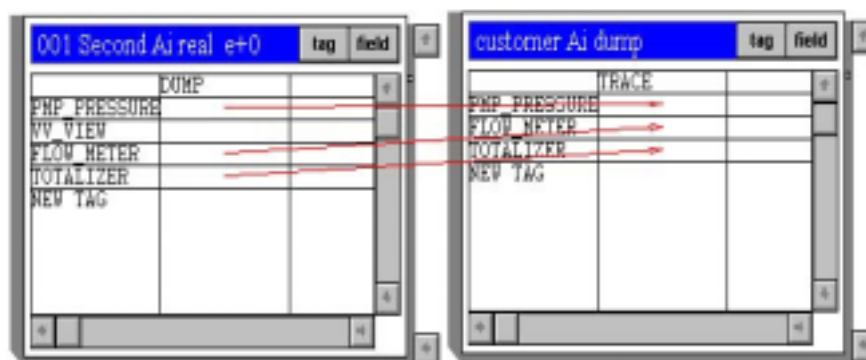 001 Second Ai real e+0 tag field
DUMP
PMP_PRESSURE
VV_VIEW
FLOW_METER
TOTALIZER
NEW TAG
customer Ai dump tag field
TRACE
PMP_PRESSURE
FLOW_METER
TOTALIZER
NEW TAG